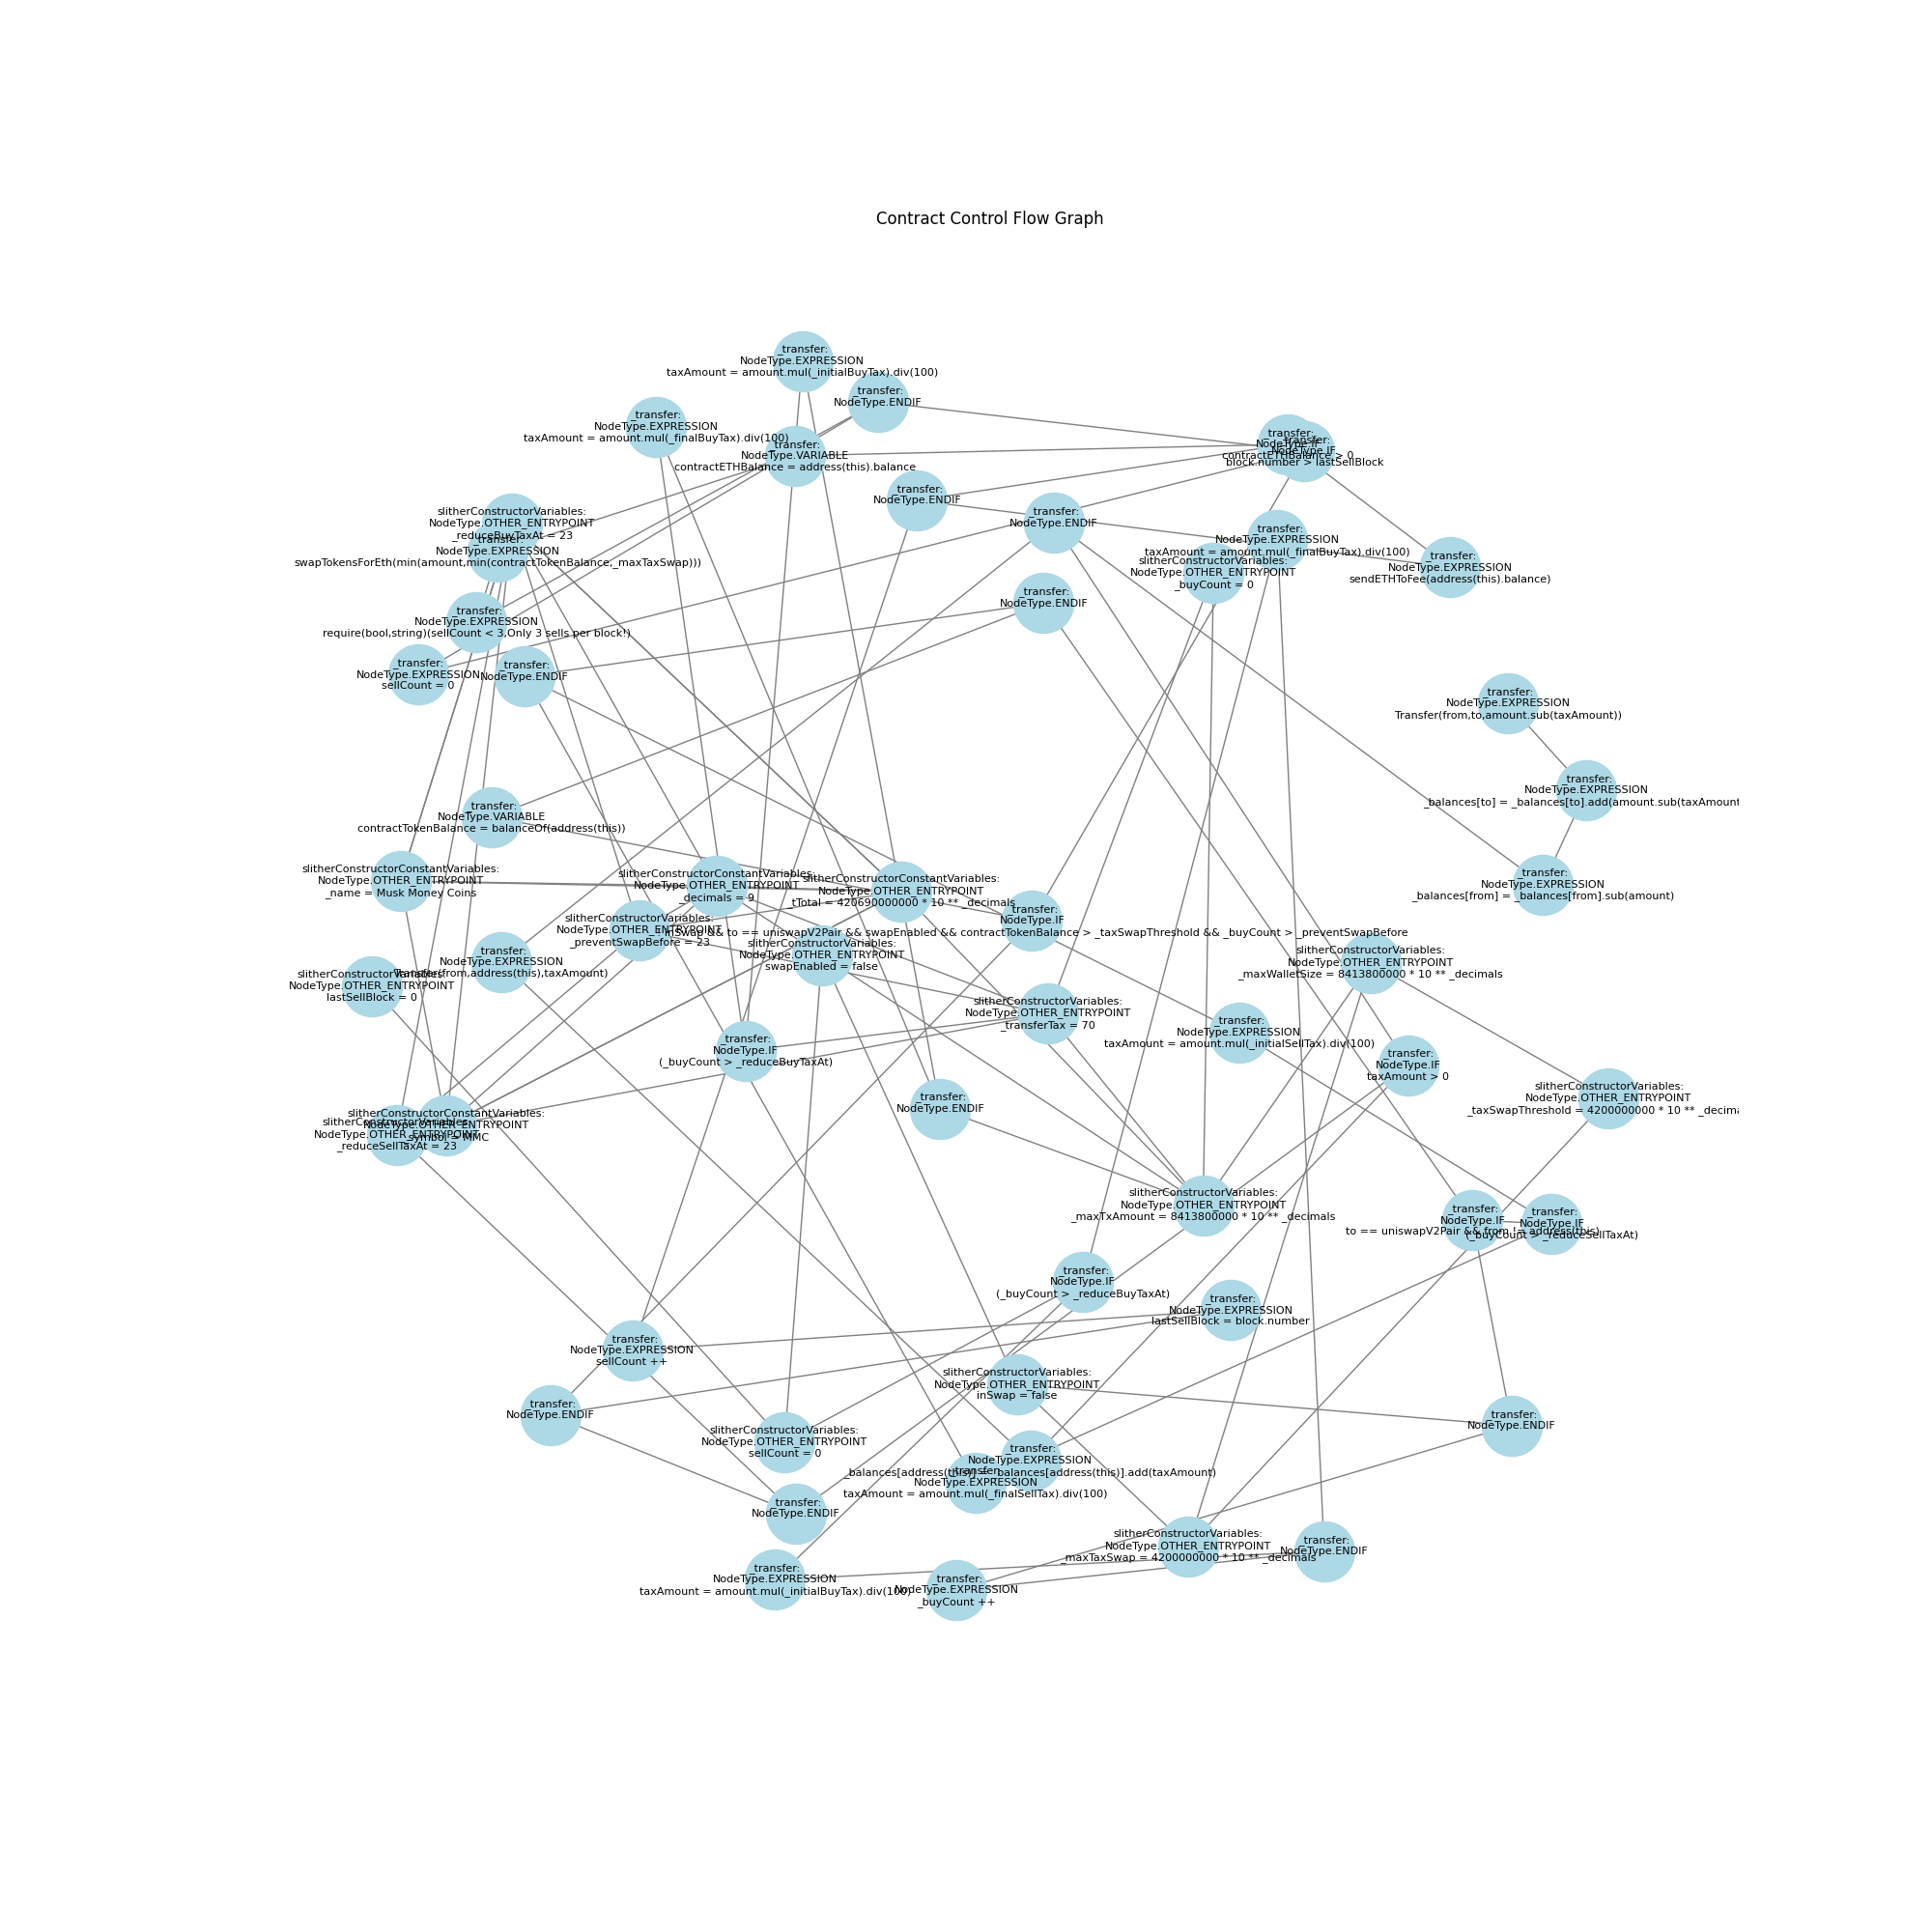 Contract Control Flow Graph
_transfer:
NodeType.EXPRESSION
taxAmount = amount.mul(_initialBuyTax).div(100)
_transfer:
NodeType.ENDIF
_transfer:
NodeType.EXPRESSION
taxAmount = amount.mul(_finalBuyTax).div(100)
_transfer:
NodeType.VARIABLE
contractETHBalance = address(this).balance
_transfer:
NodeType.IF
contractETHBalance > 0
_transfer:
NodeType.IF
block.number > lastSellBlock
_transfer:
NodeType.ENDIF
_transfer:
NodeType.ENDIF
slitherConstructorVariables:
NodeType.OTHER_ENTRYPOINT
_reduceBuyTaxAt = 23
_transfer:
NodeType.EXPRESSION
swapTokensForEth(min(amount,min(contractTokenBalance,_maxTaxSwap)))
_transfer:
NodeType.EXPRESSION
taxAmount = amount.mul(_finalBuyTax).div(100)
slitherConstructorVariables:
NodeType.OTHER_ENTRYPOINT
_buyCount = 0
_transfer:
NodeType.EXPRESSION
sendETHToFee(address(this).balance)
_transfer:
NodeType.ENDIF
_transfer:
NodeType.EXPRESSION
require(bool,string)(sellCount < 3,Only 3 sells per block!)
_transfer:
NodeType.EXPRESSION
sellCount = 0
_transfer:
NodeType.ENDIF
_transfer:
NodeType.EXPRESSION
Transfer(from,to,amount.sub(taxAmount))
_transfer:
NodeType.EXPRESSION
_balances[to] = _balances[to].add(amount.sub(taxAmount
_transfer:
NodeType.VARIABLE
contractTokenBalance = balanceOf(address(this))
slitherConstructorConstantVariables:
NodeType.OTHER_ENTRYPOINT
_name = Musk Money Coins
slitherConstructorConstantVariables:
NodeType.OTHER_ENTRYPOINT
_decimals = 9
slitherConstructorConstantVariables:
NodeType.OTHER_ENTRYPOINT
_tTotal = 420690000000 * 10 ** _decimals
_transfer:
NodeType.EXPRESSION
_balances[from] = _balances[from].sub(amount)
slitherConstructorVariables:
NodeType.OTHER_ENTRYPOINT
_preventSwapBefore = 23
_transfer:
NodeType.IF
inSwap && to == uniswapV2Pair && swapEnabled && contractTokenBalance > _taxSwapThreshold && _buyCount > _preventSwapBefore
slitherConstructorVariables:
NodeType.OTHER_ENTRYPOINT
swapEnabled = false
_transfer:
NodeType.EXPRESSION
Transfer(from,address(this),taxAmount)
slitherConstructorVariables:
NodeType.OTHER_ENTRYPOINT
lastSellBlock = 0
slitherConstructorVariables:
NodeType.OTHER_ENTRYPOINT
_maxWalletSize = 8413800000 * 10 ** _decimals
slitherConstructorVariables:
NodeType.OTHER_ENTRYPOINT
_transferTax = 70
_transfer:
NodeType.EXPRESSION
taxAmount = amount.mul(_initialSellTax).div(100)
_transfer:
NodeType.IF
(_buyCount > _reduceBuyTaxAt)
_transfer:
NodeType.IF
taxAmount > 0
slitherConstructorVariables:
NodeType.OTHER_ENTRYPOINT
_taxSwapThreshold = 4200000000 * 10 ** _decima
_transfer:
NodeType.ENDIF
slitherConstructorConstantVariables:
NodeType.OTHER_ENTRYPOINT
_symbol = MMC
slitherConstructorVariables:
NodeType.OTHER_ENTRYPOINT
_reduceSellTaxAt = 23
slitherConstructorVariables:
NodeType.OTHER_ENTRYPOINT
_maxTxAmount = 8413800000 * 10 ** _decimals
_transfer:
NodeType.IF
to == uniswapV2Pair && from != address(this)
_transfer:
NodeType.IF
(_buyCount > _reduceSellTaxAt)
_transfer:
NodeType.IF
(_buyCount > _reduceBuyTaxAt)
_transfer:
NodeType.EXPRESSION
lastSellBlock = block.number
_transfer:
NodeType.EXPRESSION
sellCount ++
slitherConstructorVariables:
NodeType.OTHER_ENTRYPOINT
inSwap = false
_transfer:
NodeType.ENDIF
_transfer:
NodeType.ENDIF
slitherConstructorVariables:
NodeType.OTHER_ENTRYPOINT
sellCount = 0
_transfer:
NodeType.EXPRESSION
_balances[address(this)] = _balances[address(this)].add(taxAmount)
_transfer:
NodeType.EXPRESSION
taxAmount = amount.mul(_finalSellTax).div(100)
_transfer:
NodeType.ENDIF
slitherConstructorVariables:
NodeType.OTHER_ENTRYPOINT
_maxTaxSwap = 4200000000 * 10 ** _decimals
_transfer:
NodeType.ENDIF
_transfer:
NodeType.EXPRESSION
taxAmount = amount.mul(_initialBuyTax).div(100)
_transfer:
NodeType.EXPRESSION
_buyCount ++